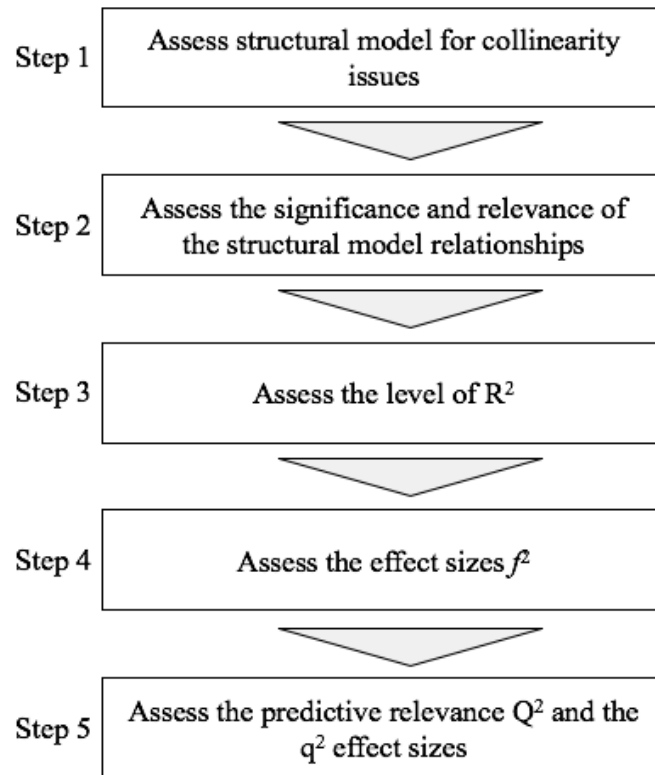 Step 1
Assess structural model for collinearity
issues
Step 2
Assess the significance and relevance of
the structural model relationships
Step 3
Assess the level of R²
Step 4
Assess the effect sizes f²
Step 5
Assess the predictive relevance Q² and the
q² effect sizes